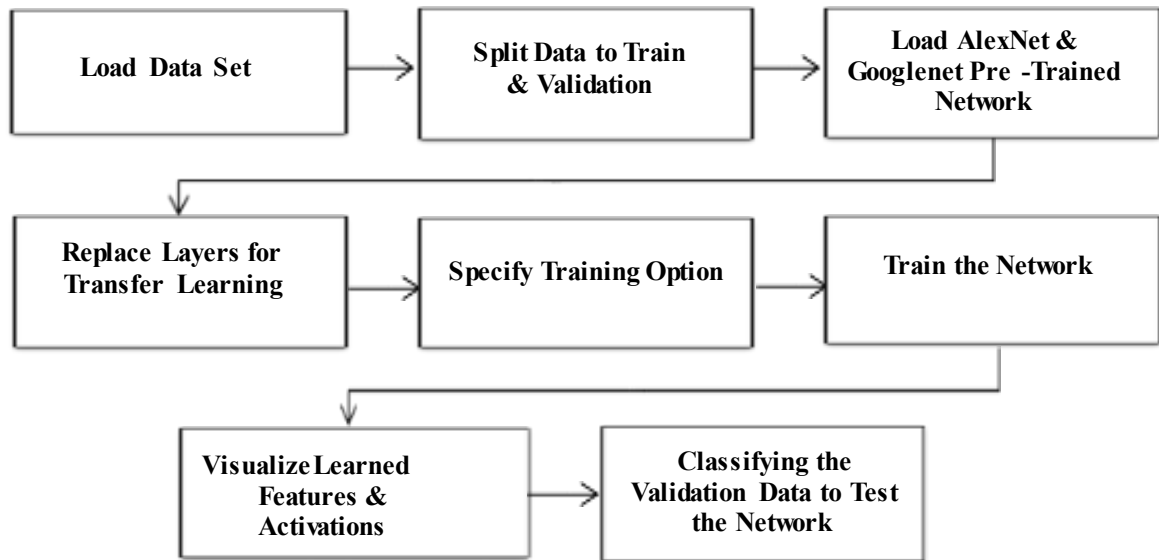 Load Data Set
Split Data to Train
& Validation
Load AlexNet &
Googlenet Pre -Trained
Network
Replace Layers for
Transfer Learning
Specify Training Option
Train the Network
Visualize Learned
Features &
Activations
Classifying the
Validation Data to Test
the Network